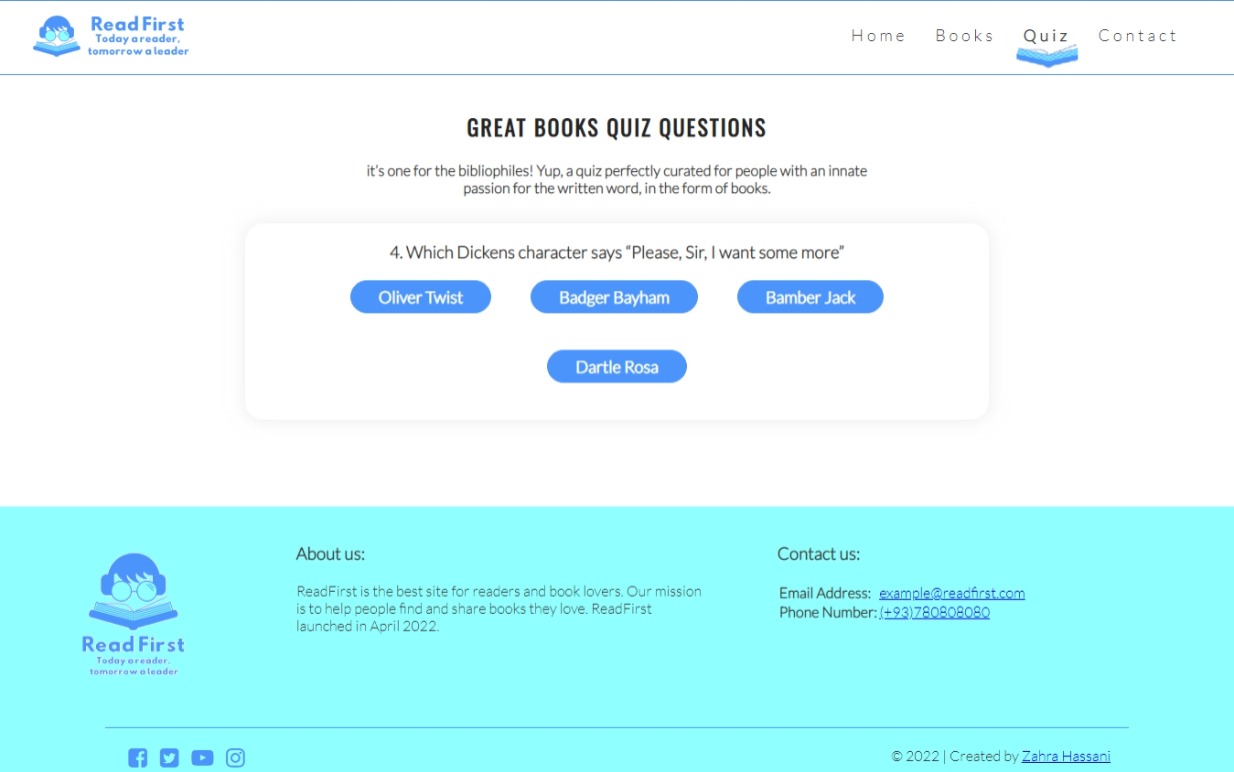 Read First
Today a reader,
tomorrow a leader
Home Books Quiz Contact
GREAT BOOKS QUIZ QUESTIONS
it's one for the bibliophiles! Yup, a quiz perfectly curated for people with an innate
passion for the written word, in the form of books.
4. Which Dickens character says “Please, Sir, I want some more”
Oliver Twist Badger Bayham Bamber Jack
Dartle Rosa
Read First
Today a reader,
tomorrow a leader
About us:
ReadFirst is the best site for readers and book lovers. Our mission
is to help people find and share books they love. ReadFirst
launched in April 2022.
Contact us:
Email Address: example@readfirst.com
Phone Number: (+93)780808080
© 2022 | Created by Zahra Hassani